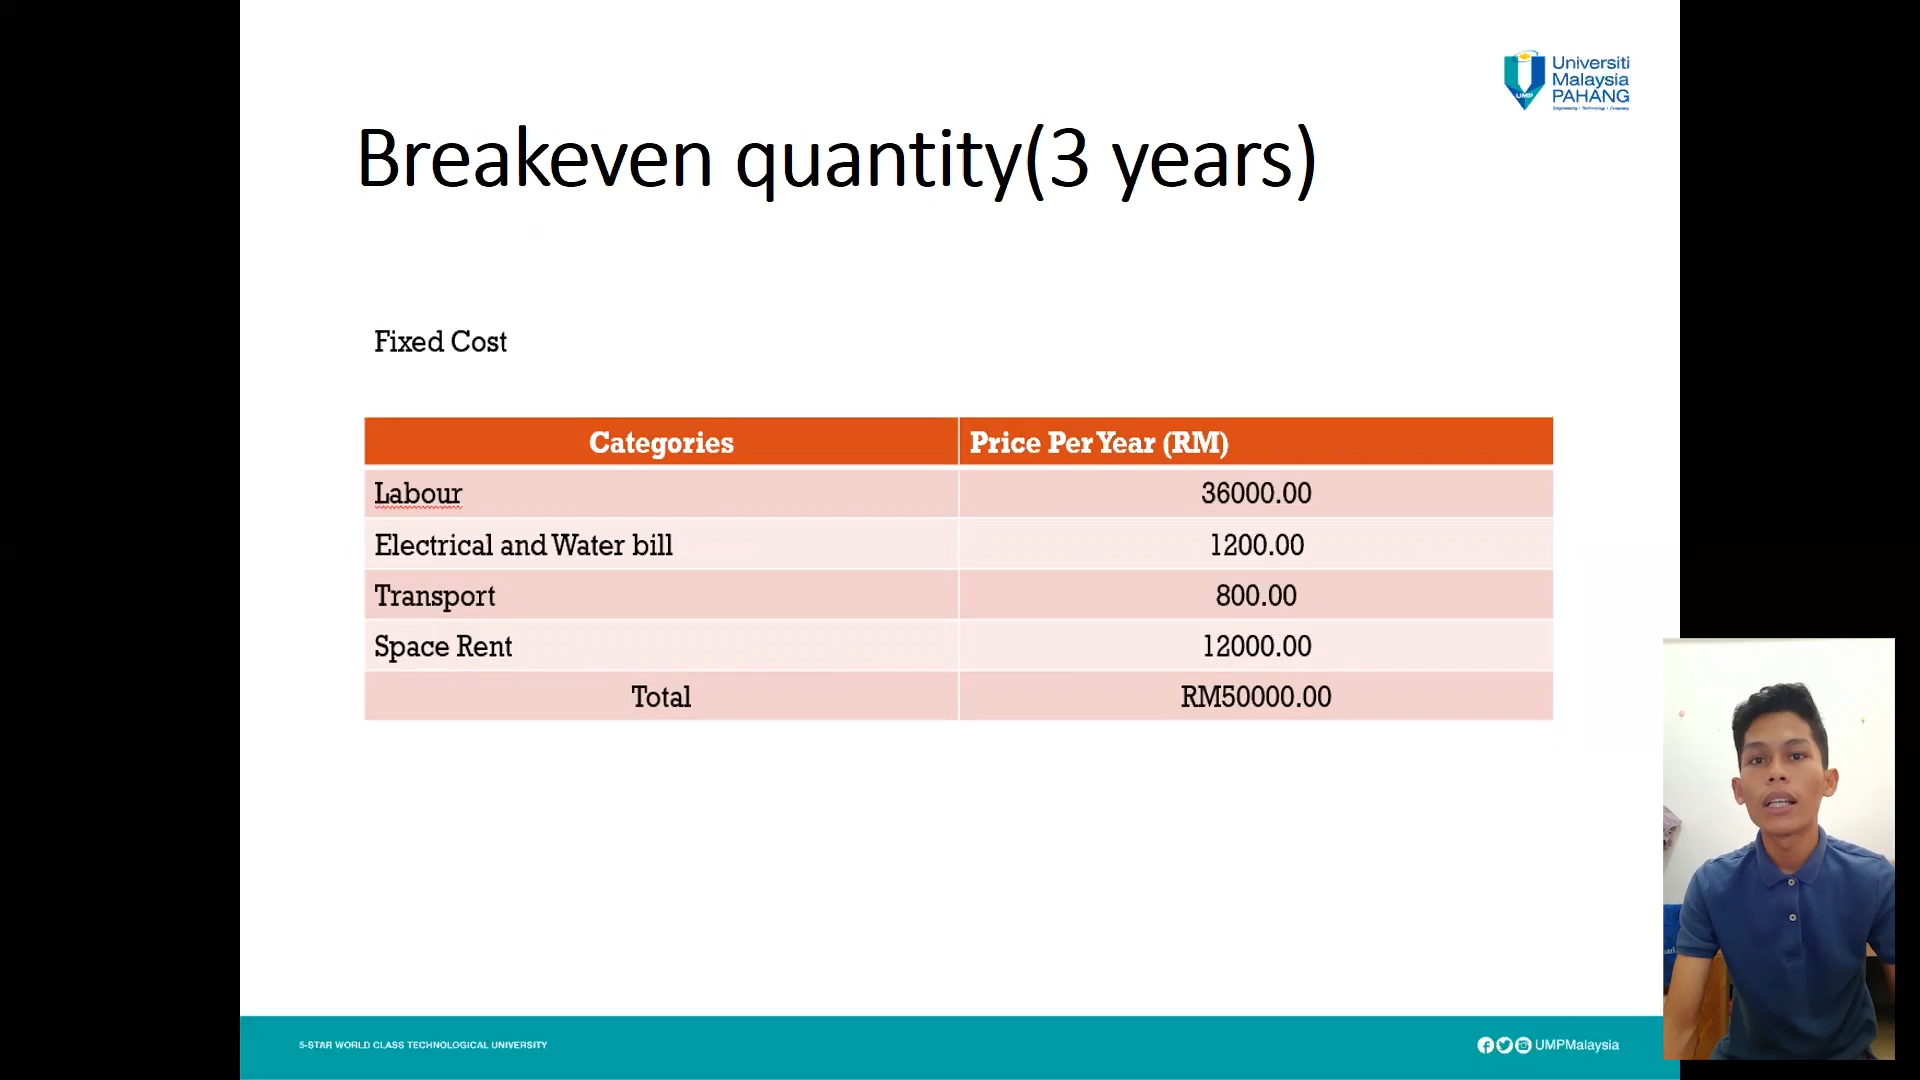 Universiti
Malaysia
PAHANG
UMP
Breakeven quantity(3 years)
Fixed Cost
Categories Price Per Year (RM)
Labour 36000.00
Electrical and Water bill 1200.00
Transport 800.00
Space Rent 12000.00
Total RM50000.00
5-STAR WORLD CLASS TECHNOLOGICAL UNIVERSITY
UMPMalaysia